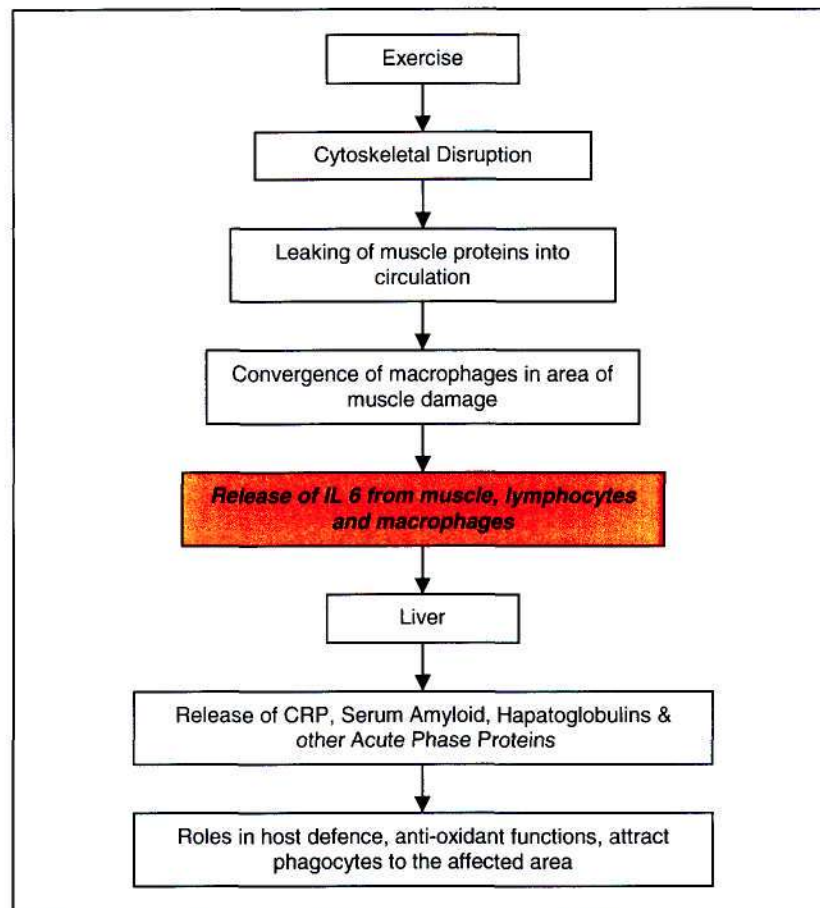 Exercise
Cytoskeletal Disruption
Leaking of muscle proteins into
circulation
Convergence of macrophages in area of
muscle damage
Release of IL 6 from muscle, lymphocytes
and macrophages
Liver
Release of CRP, Serum Amyloid, Hapatoglobulins &
other Acute Phase Proteins
Roles in host defence, anti-oxidant functions, attract
phagocytes to the affected area